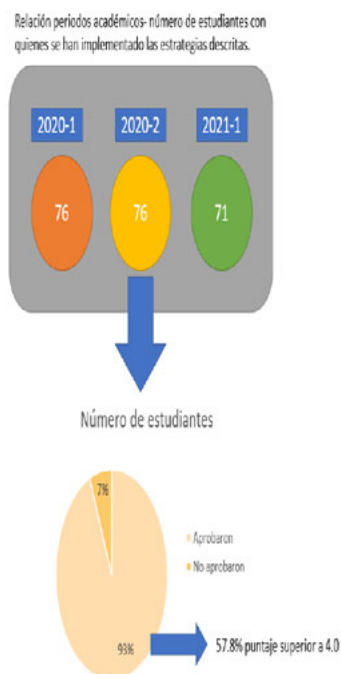 Relación periodos académicos- número de estudiantes con
quienes se han implementado las estrategias descritas.
2020-1 2020-2 2021-1
76 76 71
Número de estudiantes
7%
Aprobaron
No aprobaron
93%
57.8% puntaje superior a 4.0